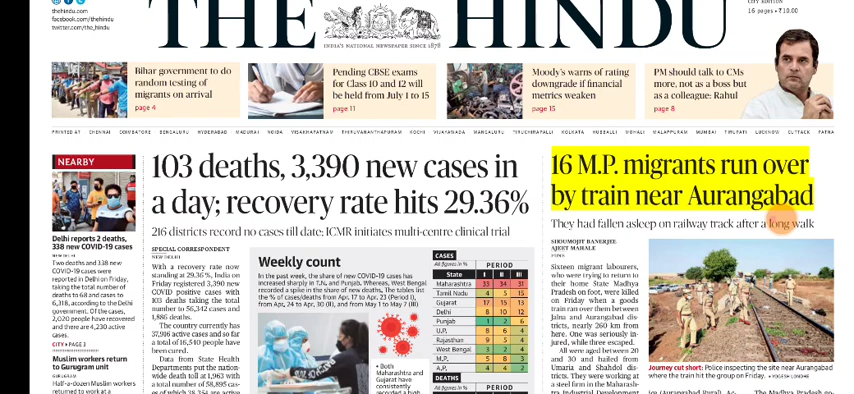 thehindu.com
facebook.com/thehindu
twitter.com/the_hindu
THE HINDU
INDIA'S NATIONAL NEWSPAPER SINCE 1878
CITY EDITION
16 pages • ₹10.00
Bihar government to do
random testing of
migrants on arrival
page 4
Pending CBSE exams
for Class 10 and 12 will
be held from July 1 to 15
page 11
Moody's warns of rating
downgrade if financial
metrics weaken
page 15
PM should talk to CMs
more, not as a boss but
as a colleague: Rahul
page 8
PRINTED AT CHENNAI COIMBATORE BENGALURU HYDERABAD MADURAI NOIDA VISAKHAPATNAM THIRUVANANTHAPURAM KOCHI VIJAYAWADA MANGALURU TIRUCHIRAPALLI KOLKATA HUBBALLI MOHALI MALAPPURAM MUMBAI TIRUPATI LUCKNOW CUTTACK PATNA
NEARBY
Delhi reports 2 deaths,
338 new COVID-19 cases
NEW DELHI
Two deaths and 338 new
COVID-19 cases were
reported in Delhi on Friday,
taking the total number of
deaths to 68 and cases to
6,318, according to the Delhi
government. Of the cases,
2,020 people have recovered
and there are 4,230 active
cases.
CITY ▸ PAGE 3
Muslim workers return
to Gurugram unit
GURUGRAM
Half-a-dozen Muslim workers
returned to work at a
103 deaths, 3,390 new cases in
a day; recovery rate hits 29.36%
216 districts record no cases till date; ICMR initiates multi-centre clinical trial
SPECIAL CORRESPONDENT
NEW DELHI
With a recovery rate now
standing at 29.36%, India on
Friday registered 3,390 new
COVID positive cases with
103 deaths taking the total
number to 56,342 cases and
1,886 deaths.
The country currently has
37,916 active cases and so far
a total of 16,540 people have
been cured.
Data from State Health
Departments put the nation-
wide death toll at 1,963 with
a total number of 58,895 cas-
Weekly count
In the past week, the share of new COVID-19 cases has
increased sharply in T.N. and Punjab. Whereas, West Bengal
recorded a spike in the share of new deaths. The tables list
the % of cases/deaths from Apr. 17 to Apr. 23 (Period I),
from Apr. 24 to Apr. 30 (II), and from May 1 to May 7 (III)
• Both
Maharashtra and
Gujarat have
consistently
recorded a high
CASES
All figures in % PERIOD
State I II III
Maharashtra 33 34 31
Tamil Nadu 4 5 15
Gujarat 17 15 13
Delhi 8 10 12
Punjab 1 2 6
U.P. 8 6 4
Rajasthan 9 5 4
West Bengal 3 2 4
M.P. 5 8 3
A.P. 4 4 2
DEATHS
All figures in % PERIOD
16 M.P. migrants run over
by train near Aurangabad
They had fallen asleep on railway track after a long walk
SHOUMOJIT BANERJEE
AJEET MAHALE
PUNE
Sixteen migrant labourers,
who were trying to return to
their home State Madhya
Pradesh on foot, were killed
on Friday when a goods
train ran over them between
Jalna and Aurangabad dis-
tricts, nearly 260 km from
here. One was seriously in-
jured, while three escaped.
All were aged between 20
and 30 and hailed from
Umaria and Shahdol dis-
tricts. They were working at
a steel firm in the Maharash-
tra Industrial Development
Journey cut short: Police inspecting the site near Aurangabad
where the train hit the group on Friday.